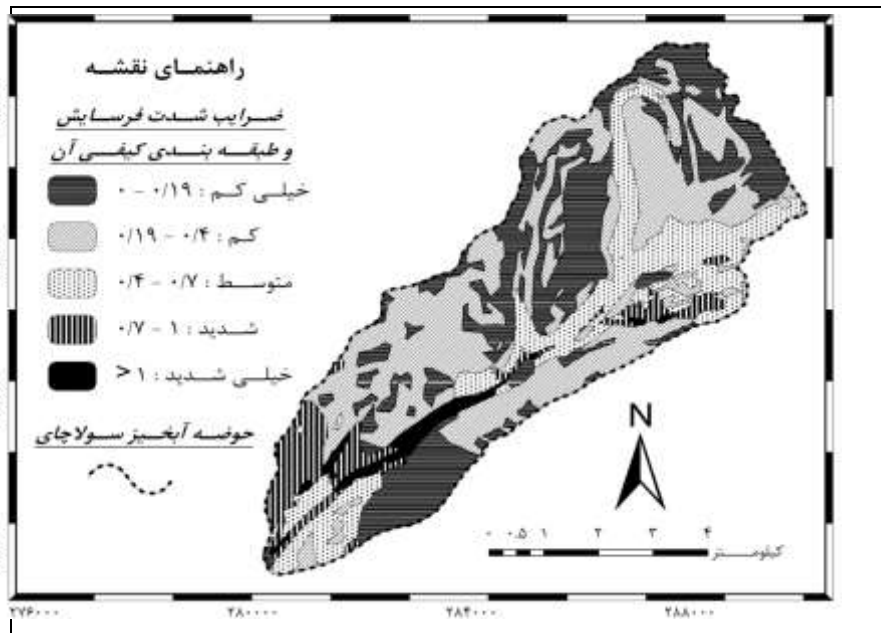 راهنمای نقشه
ضرایب شدت فرسایش
و طبقه بندی کیفی آن
خیلی کم : ۰/۱۹ - ۰
کم : ۰/۴ - ۰/۱۹
متوسط : ۰/۷ - ۰/۴
شدید : ۱ - ۰/۷
خیلی شدید : ۱ <
حوضه آبخیز سولاچای
N
۰ ۰.۵ ۱ ۲ ۳ ۴
کیلومتر
۲۷۶۰۰۰ ۲۸۰۰۰۰ ۲۸۴۰۰۰ ۲۸۸۰۰۰